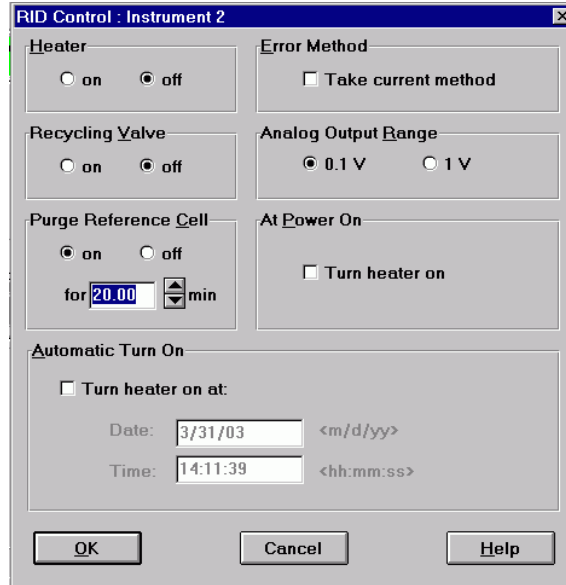 RID Control : Instrument 2
Heater
on off
Error Method
Take current method
Recycling Valve
on off
Analog Output Range
0.1 V 1 V
Purge Reference Cell
on off
for 20.00 min
At Power On
Turn heater on
Automatic Turn On
Turn heater on at:
Date: 3/31/03 <m/d/yy>
Time: 14:11:39 <hh:mm:ss>
OK Cancel Help